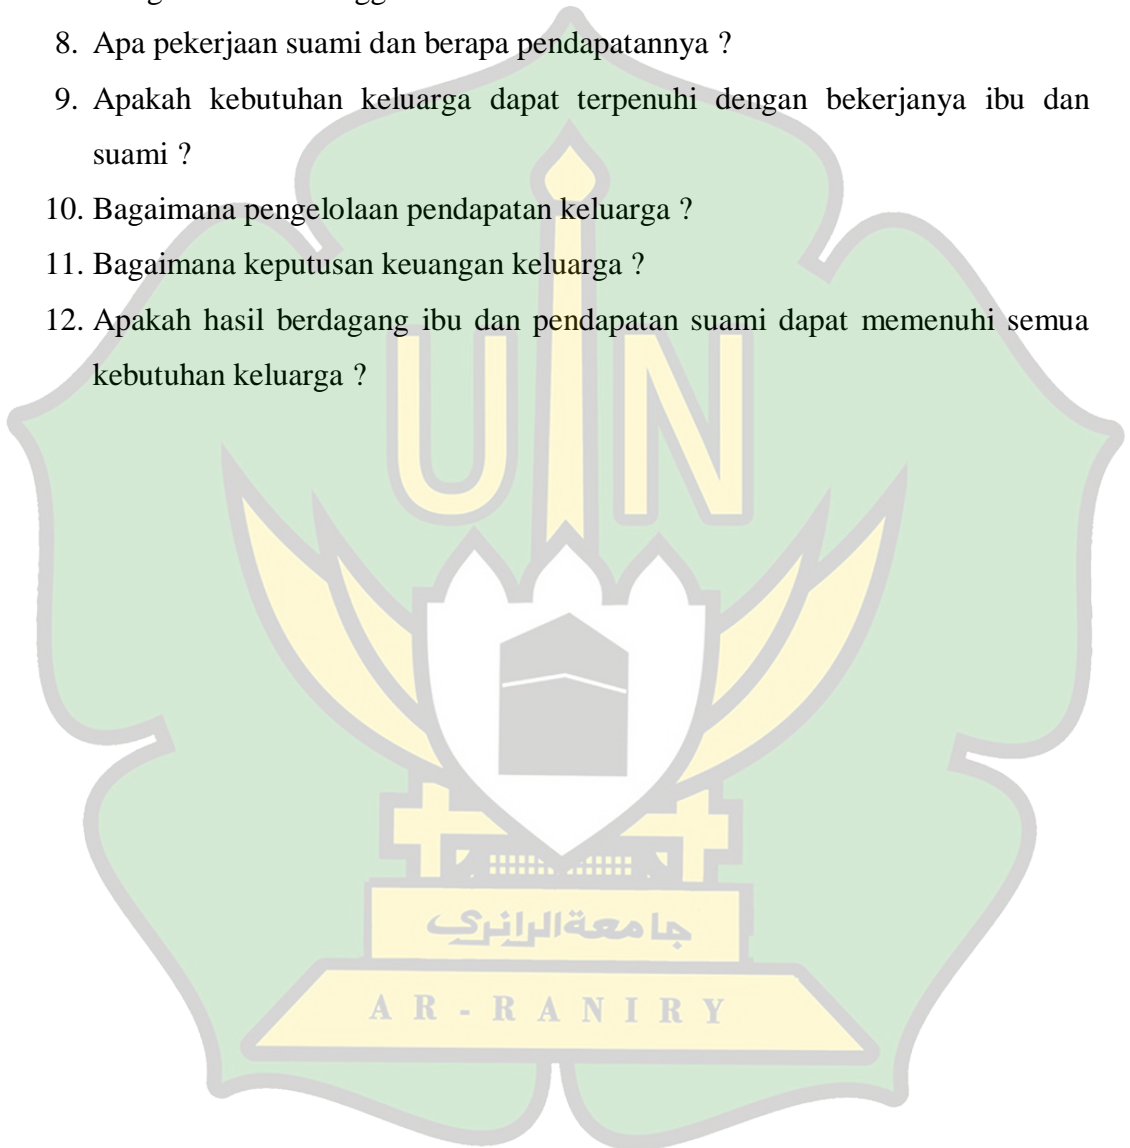 8. Apa pekerjaan suami dan berapa pendapatannya ?
9. Apakah kebutuhan keluarga dapat terpenuhi dengan bekerjanya ibu dan
suami ?
10. Bagaimana pengelolaan pendapatan keluarga ?
11. Bagaimana keputusan keuangan keluarga ?
12. Apakah hasil berdagang ibu dan pendapatan suami dapat memenuhi semua
kebutuhan keluarga ?
UIN
جامعةالرانري
AR-RANIRY